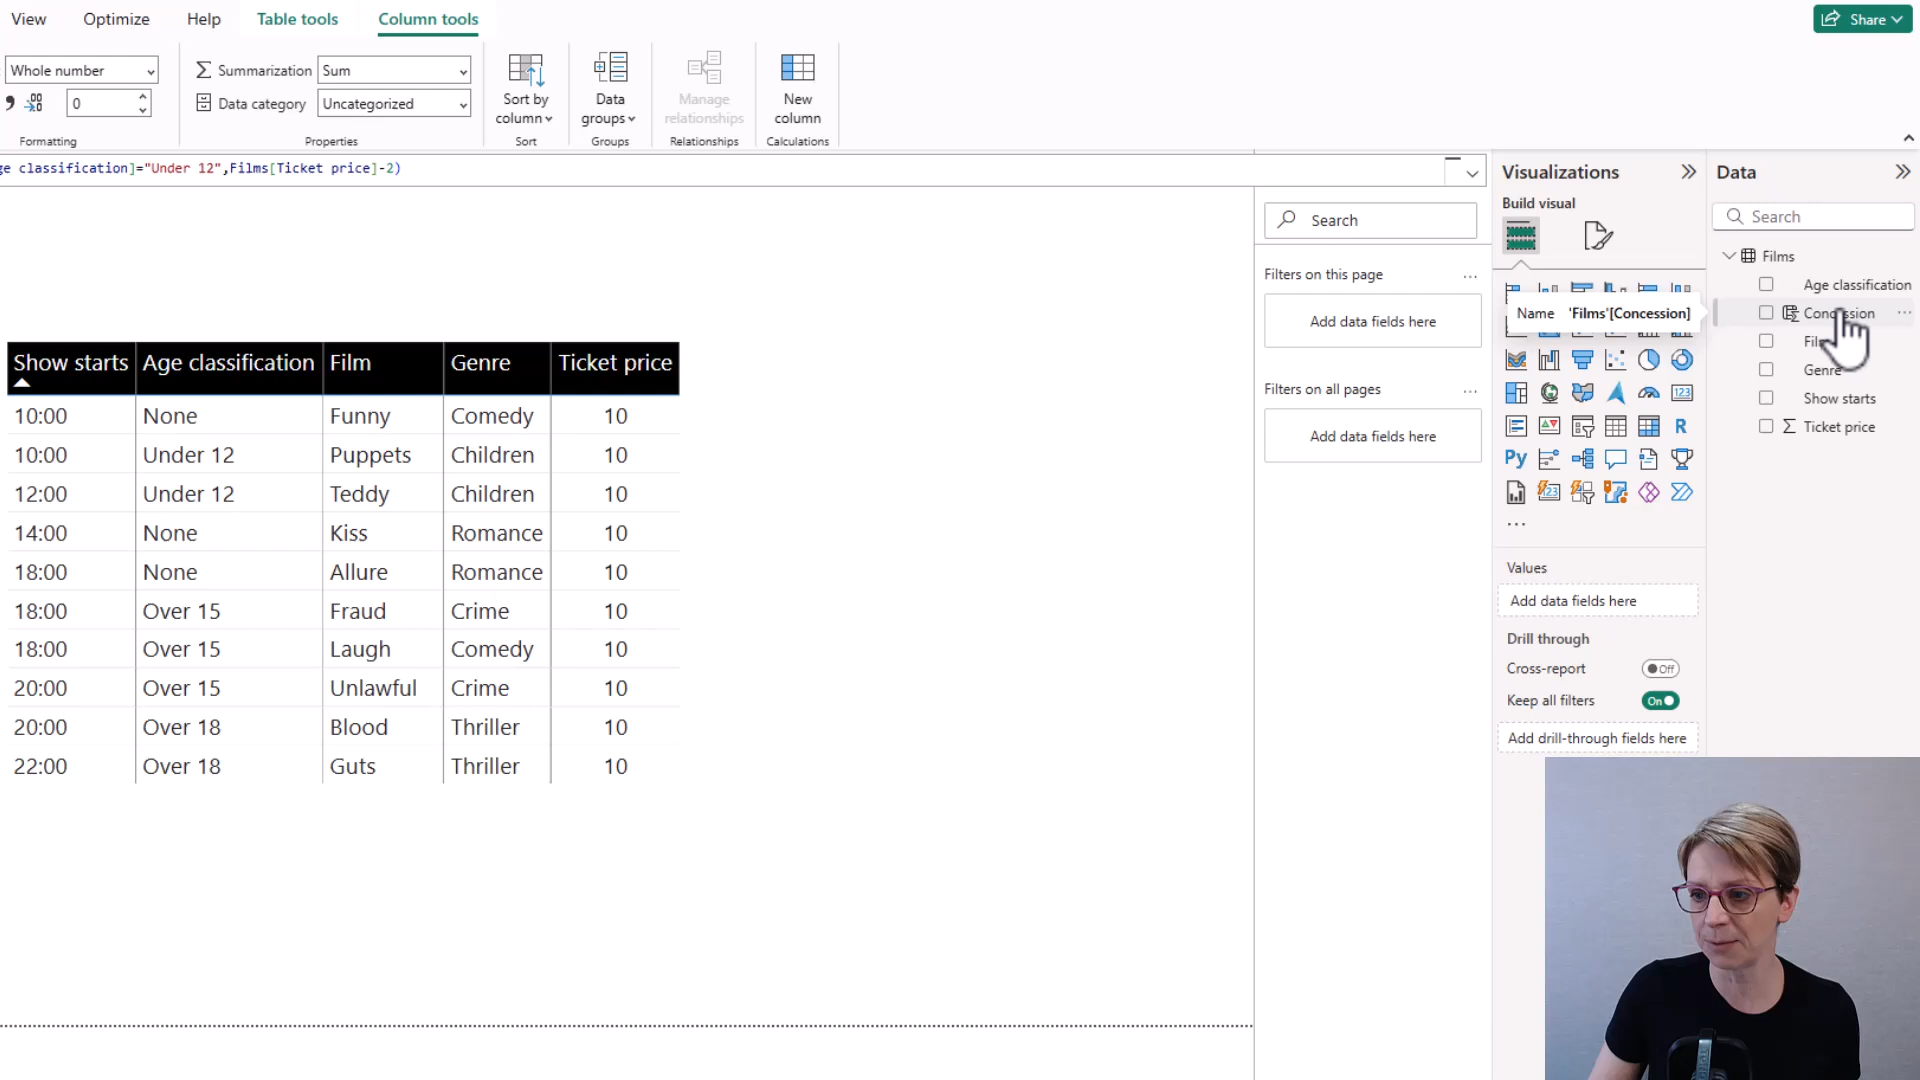 View Optimize Help Table tools Column tools Share
Whole number Summarization Sum
0 Data category Uncategorized
Sort by column
Data groups
Manage relationships
New column
Formatting Properties Sort Groups Relationships Calculations
ge classification]="Under 12",Films[Ticket price]-2)
Search
Filters on this page ...
Add data fields here
Filters on all pages ...
Add data fields here
Visualizations
Build visual
Name 'Films'[Concession]
R
Py
123
...
Values
Add data fields here
Drill through
Cross-report Off
Keep all filters On
Add drill-through fields here
Data
Search
Films
Age classification
Concession ...
Genre
Show starts
Ticket price
Show starts Age classification Film Genre Ticket price
10:00 None Funny Comedy 10
10:00 Under 12 Puppets Children 10
12:00 Under 12 Teddy Children 10
14:00 None Kiss Romance 10
18:00 None Allure Romance 10
18:00 Over 15 Fraud Crime 10
18:00 Over 15 Laugh Comedy 10
20:00 Over 15 Unlawful Crime 10
20:00 Over 18 Blood Thriller 10
22:00 Over 18 Guts Thriller 10